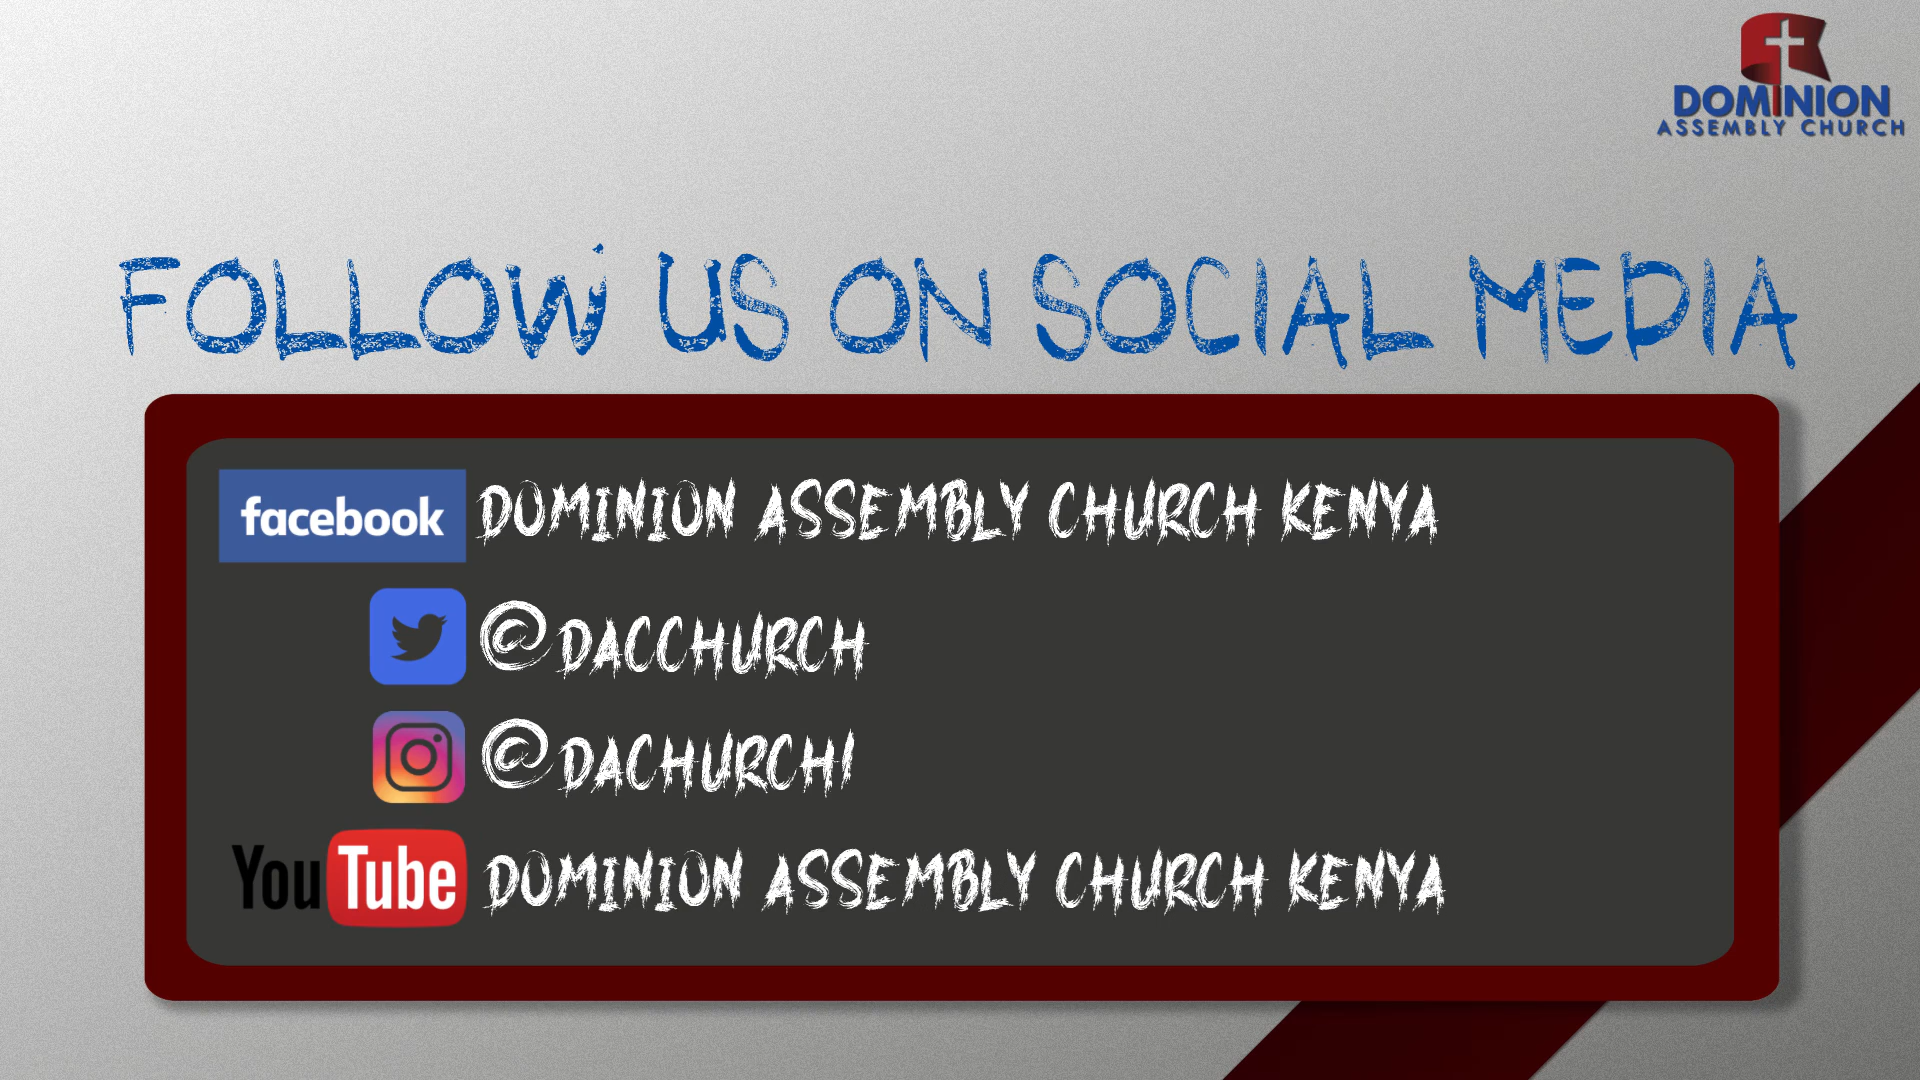 DOMINION
ASSEMBLY CHURCH
FOLLOW US ON SOCIAL MEDIA
facebook DOMINION ASSEMBLY CHURCH KENYA
@DACCHURCH
@DACHURCH1
YouTube DOMINION ASSEMBLY CHURCH KENYA